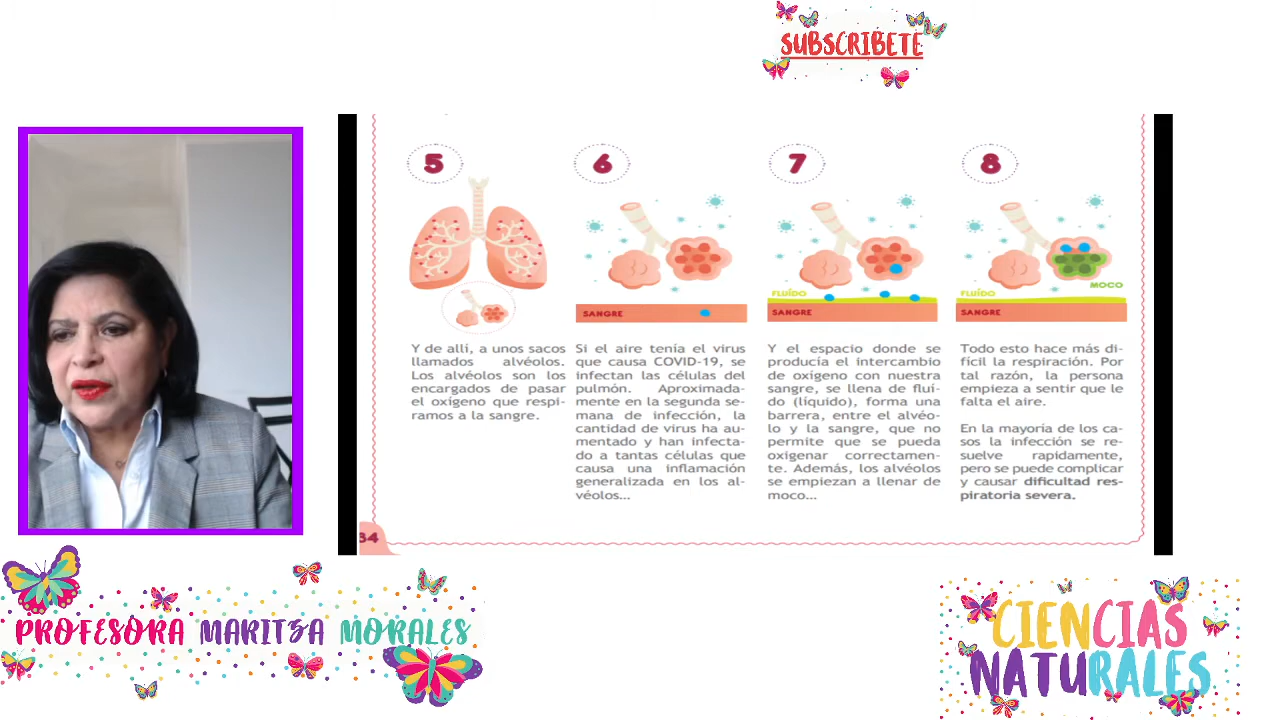 SUBSCRIBETE
5
Y de allí, a unos sacos
llamados alvéolos.
Los alvéolos son los
encargados de pasar
el oxígeno que respi-
ramos a la sangre.
6
SANGRE
Si el aire tenía el virus
que causa COVID-19, se
infectan las células del
pulmón. Aproximada-
mente en la segunda se-
mana de infección, la
cantidad de virus ha au-
mentado y han infecta-
do a tantas células que
causa una inflamación
generalizada en los al-
véolos...
7
FLUÍDO
SANGRE
Y el espacio donde se
producía el intercambio
de oxígeno con nuestra
sangre, se llena de fluí-
do (líquido), forma una
barrera, entre el alvéo-
lo y la sangre, que no
permite que se pueda
oxigenar correctamen-
te. Además, los alvéolos
se empiezan a llenar de
moco...
8
MOCO
FLUÍDO
SANGRE
Todo esto hace más di-
fícil la respiración. Por
tal razón, la persona
empieza a sentir que le
falta el aire.
En la mayoría de los ca-
sos la infección se re-
suelve rapidamente,
pero se puede complicar
y causar dificultad res-
piratoria severa.
34
PROFESORA MARITZA MORALES
CIENCIAS
NATURALES